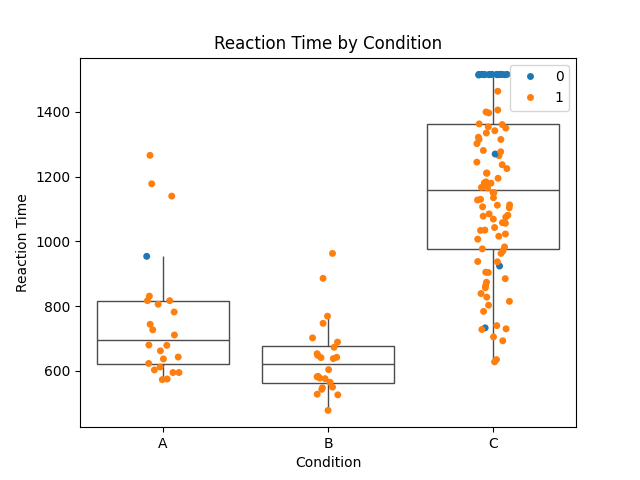 Reaction Time by Condition
0
1
1400
1200
1000
800
600
Reaction Time
A
B
C
Condition